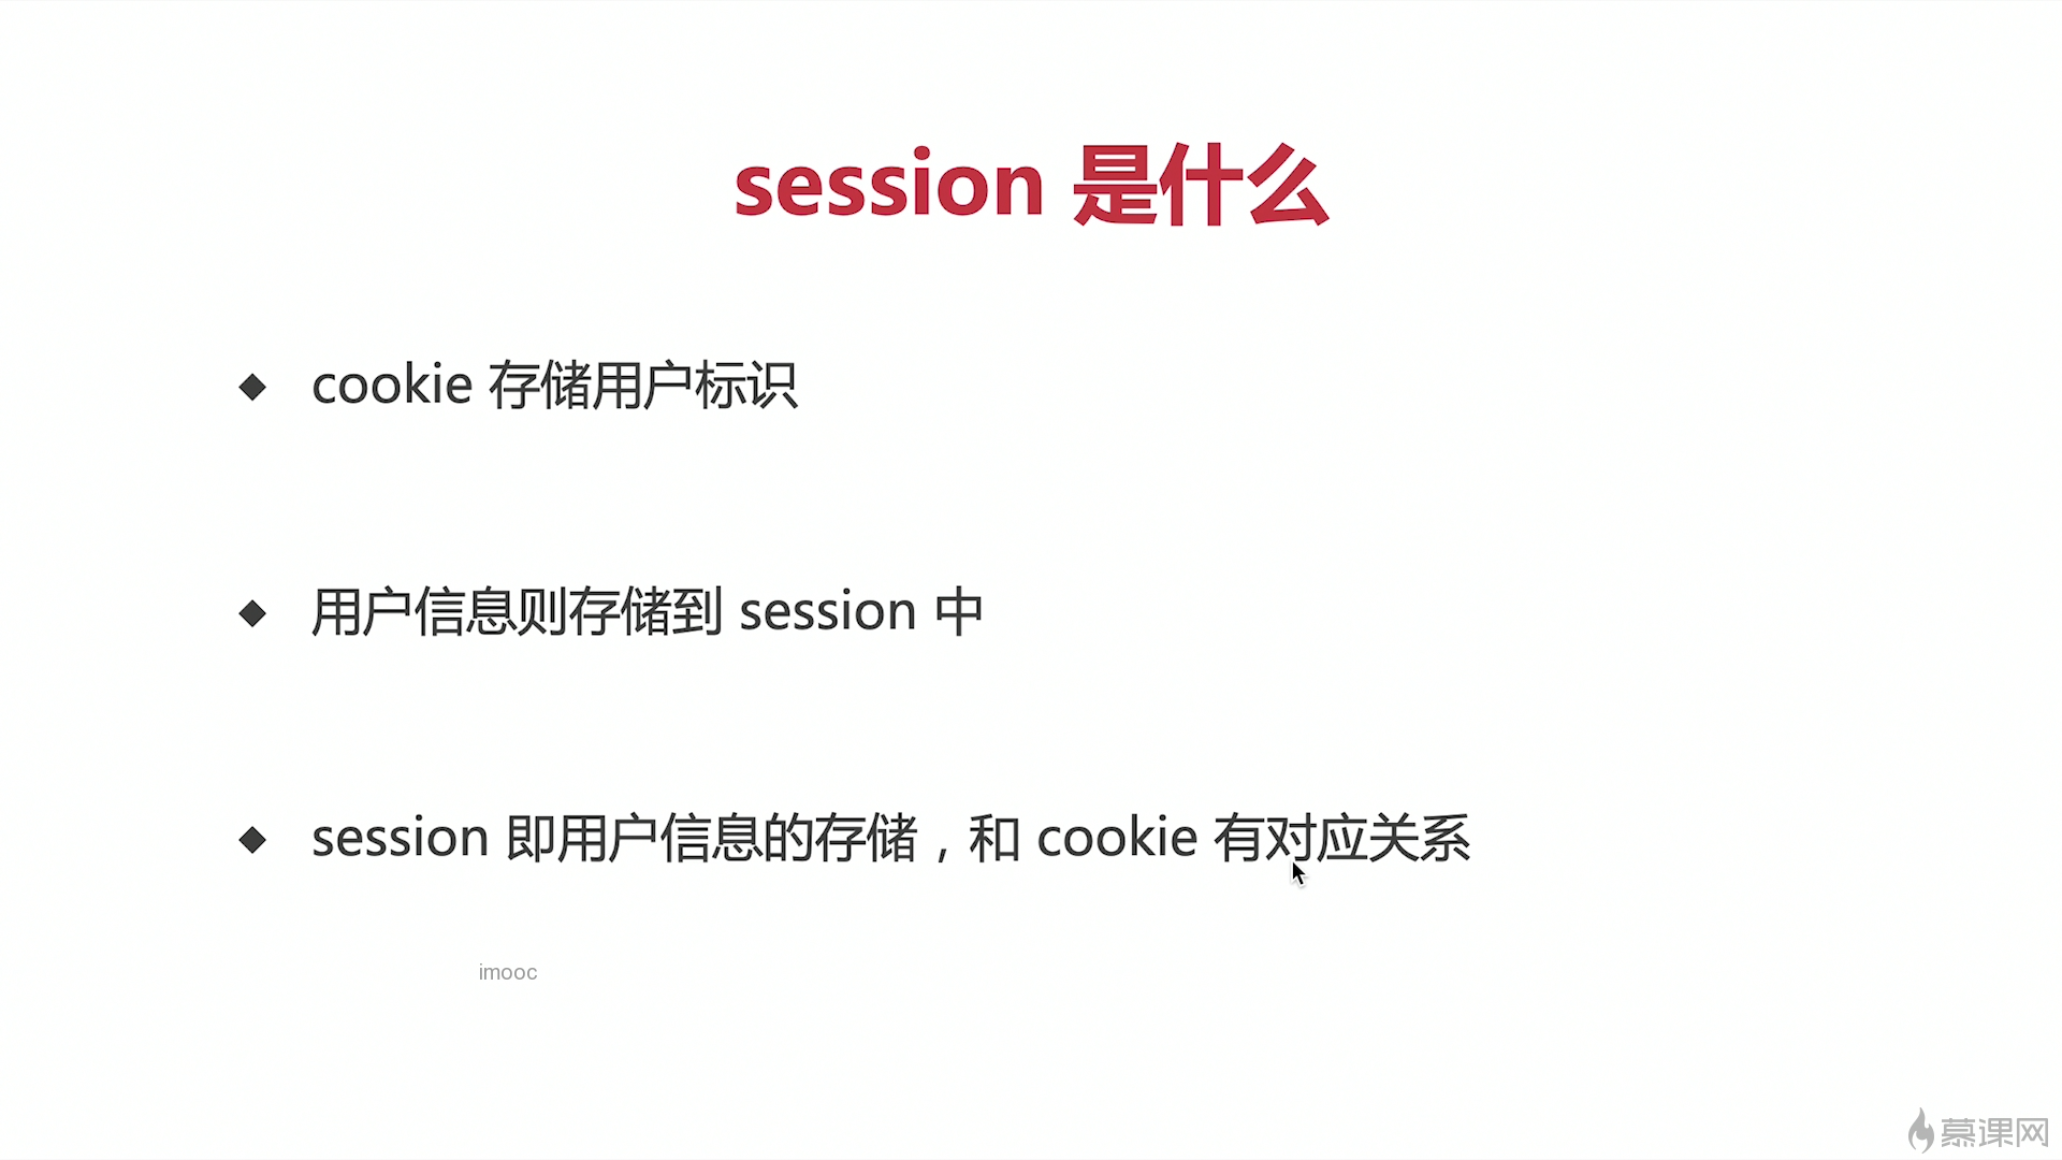 session 是什么
◆ cookie 存储用户标识
◆ 用户信息则存储到 session 中
◆ session 即用户信息的存储，和 cookie 有对应关系
imooc
慕课网